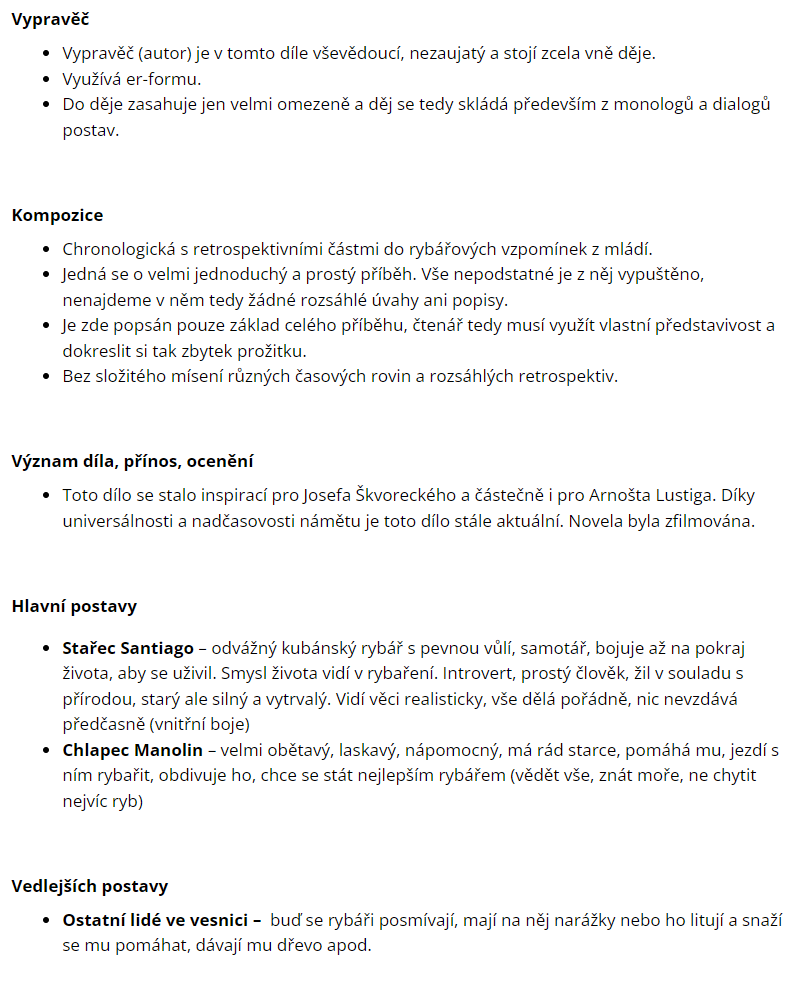 Vypravěč
• Vypravěč (autor) je v tomto díle vševědoucí, nezaujatý a stojí zcela vně děje.
• Využívá er-formu.
• Do děje zasahuje jen velmi omezeně a děj se tedy skládá především z monologů a dialogů
postav.
Kompozice
• Chronologická s retrospektivními částmi do rybářových vzpomínek z mládí.
• Jedná se o velmi jednoduchý a prostý příběh. Vše nepodstatné je z něj vypuštěno,
nenajdeme v něm tedy žádné rozsáhlé úvahy ani popisy.
• Je zde popsán pouze základ celého příběhu, čtenář tedy musí využít vlastní představivost a
dokreslit si tak zbytek prožitku.
• Bez složitého mísení různých časových rovin a rozsáhlých retrospektiv.
Význam díla, přínos, ocenění
• Toto dílo se stalo inspirací pro Josefa Škvoreckého a částečně i pro Arnošta Lustiga. Díky
universálnosti a nadčasovosti námětu je toto dílo stále aktuální. Novela byla zfilmována.
Hlavní postavy
• Stařec Santiago – odvážný kubánský rybář s pevnou vůlí, samotář, bojuje až na pokraj
života, aby se uživil. Smysl života vidí v rybaření. Introvert, prostý člověk, žil v souladu s
přírodou, starý ale silný a vytrvalý. Vidí věci realisticky, vše dělá pořádně, nic nevzdává
předčasně (vnitřní boje)
• Chlapec Manolin – velmi obětavý, laskavý, nápomocný, má rád starce, pomáhá mu, jezdí s
ním rybařit, obdivuje ho, chce se stát nejlepším rybářem (vědět vše, znát moře, ne chytit
nejvíc ryb)
Vedlejších postavy
• Ostatní lidé ve vesnici – buď se rybáři posmívají, mají na něj narážky nebo ho litují a snaží
se mu pomáhat, dávají mu dřevo apod.